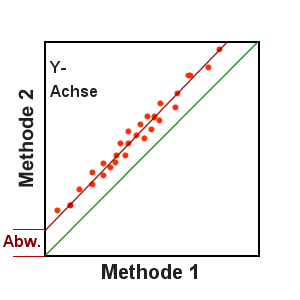 Y-
Achse
Methode 2
Abw.
Methode 1